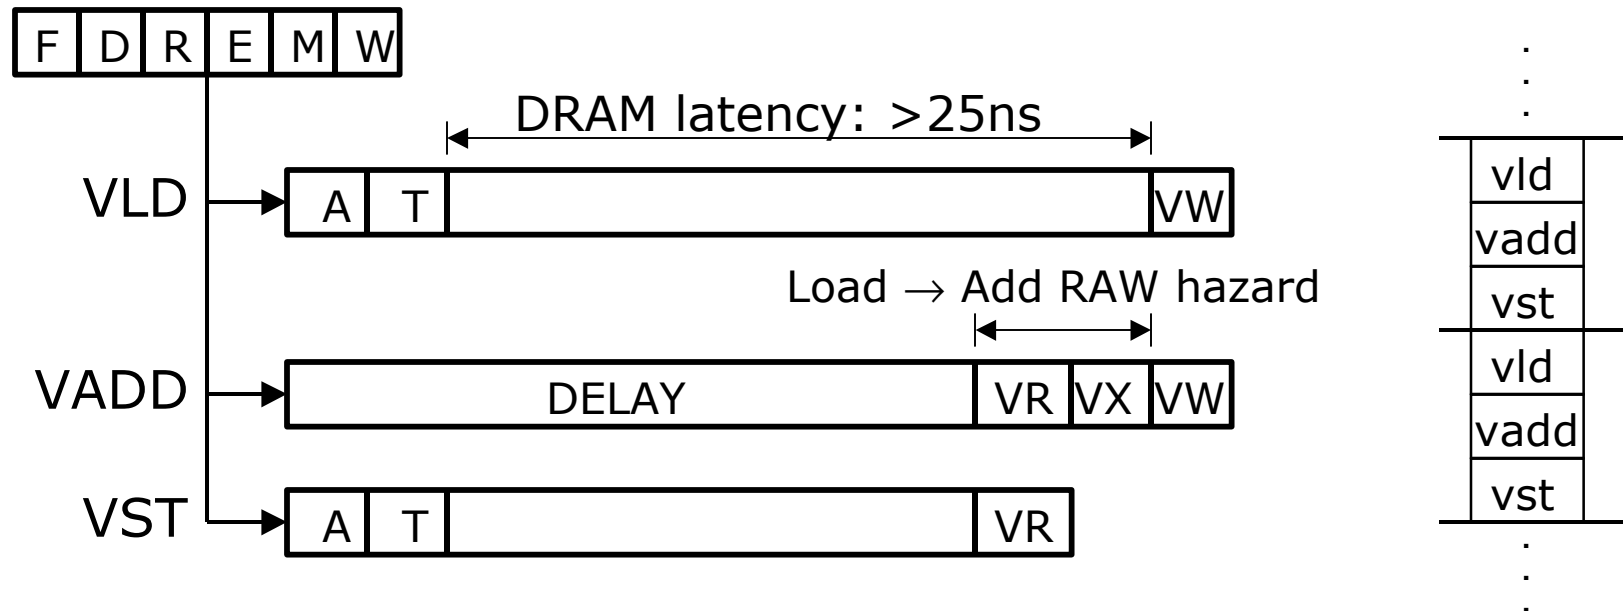 F D R E M W
DRAM latency: >25ns
VLD
A T VW
Load → Add RAW hazard
VADD
DELAY VR VX VW
VST
A T VR
.
.
.
vld
vadd
vst
vld
vadd
vst
.
.
.